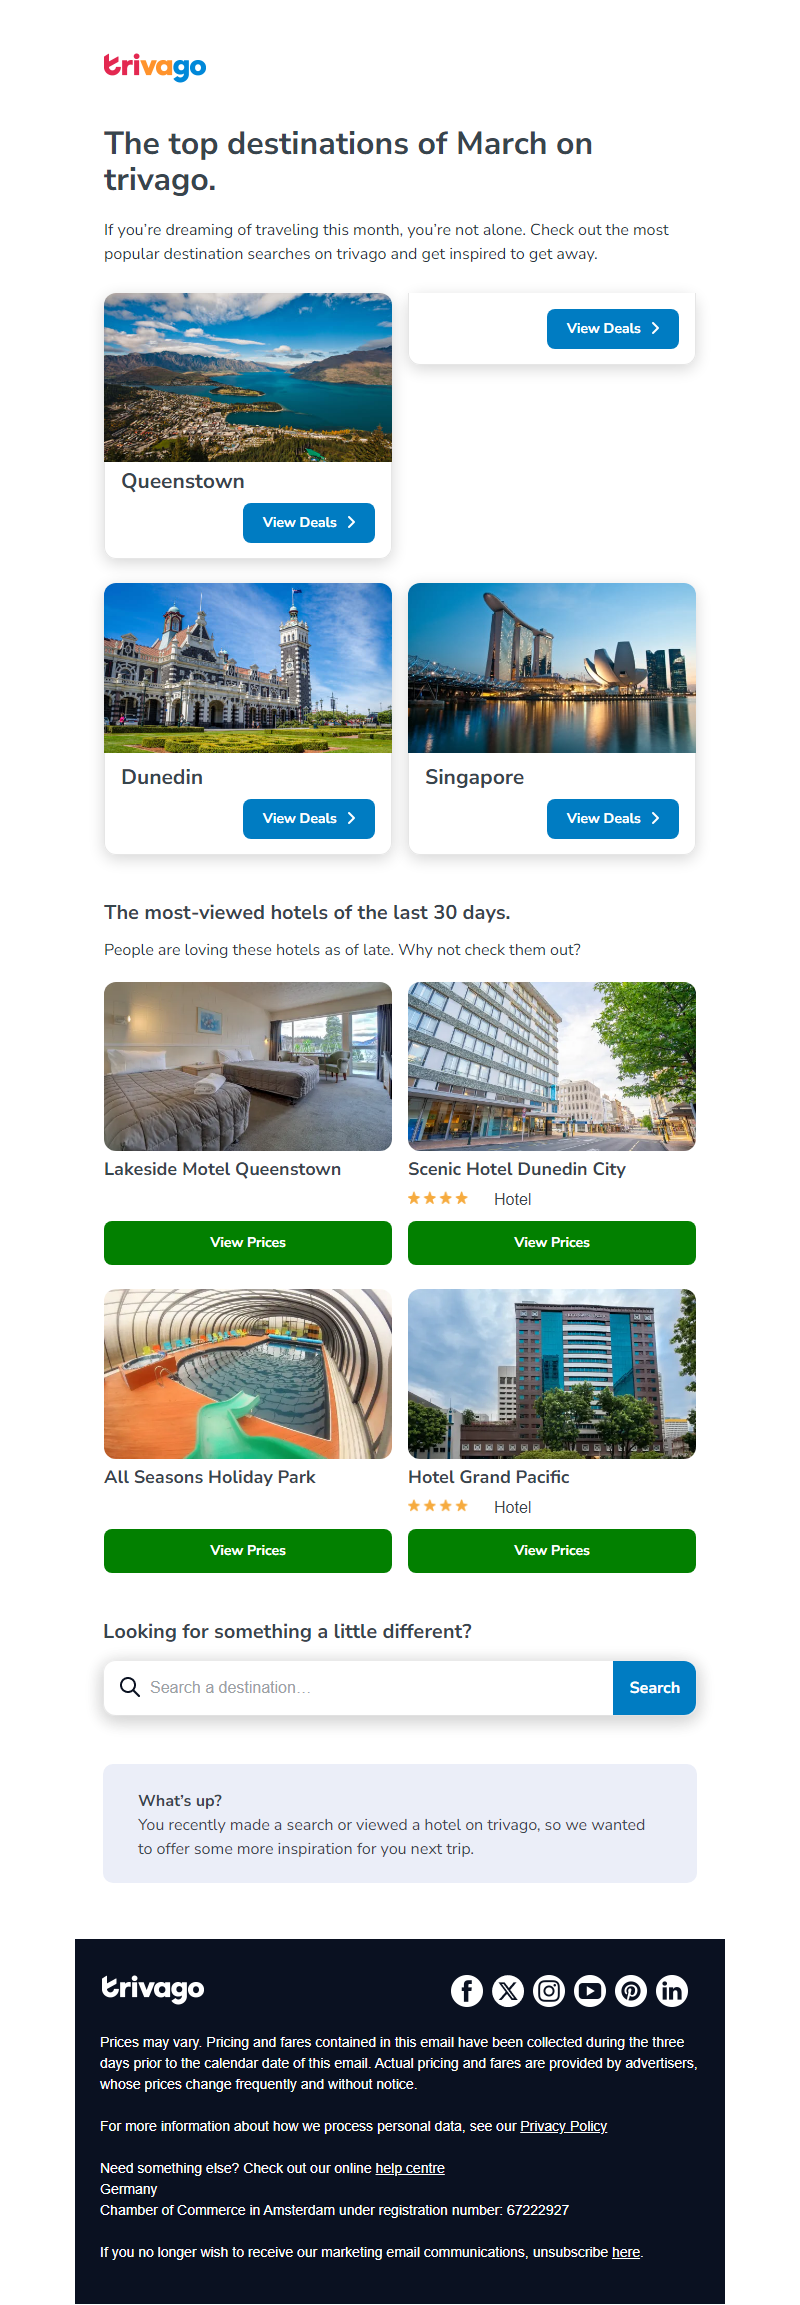 trivago
The top destinations of March on
trivago.
If you’re dreaming of traveling this month, you’re not alone. Check out the most
popular destination searches on trivago and get inspired to get away.
View Deals
Queenstown
View Deals
Dunedin
View Deals
Singapore
View Deals
The most-viewed hotels of the last 30 days.
People are loving these hotels as of late. Why not check them out?
Lakeside Motel Queenstown
View Prices
Scenic Hotel Dunedin City
Hotel
View Prices
All Seasons Holiday Park
View Prices
Hotel Grand Pacific
Hotel
View Prices
Looking for something a little different?
Search a destination...
Search
What’s up?
You recently made a search or viewed a hotel on trivago, so we wanted
to offer some more inspiration for you next trip.
trivago
Prices may vary. Pricing and fares contained in this email have been collected during the three
days prior to the calendar date of this email. Actual pricing and fares are provided by advertisers,
whose prices change frequently and without notice.
For more information about how we process personal data, see our Privacy Policy
Need something else? Check out our online help centre
Germany
Chamber of Commerce in Amsterdam under registration number: 67222927
If you no longer wish to receive our marketing email communications, unsubscribe here.